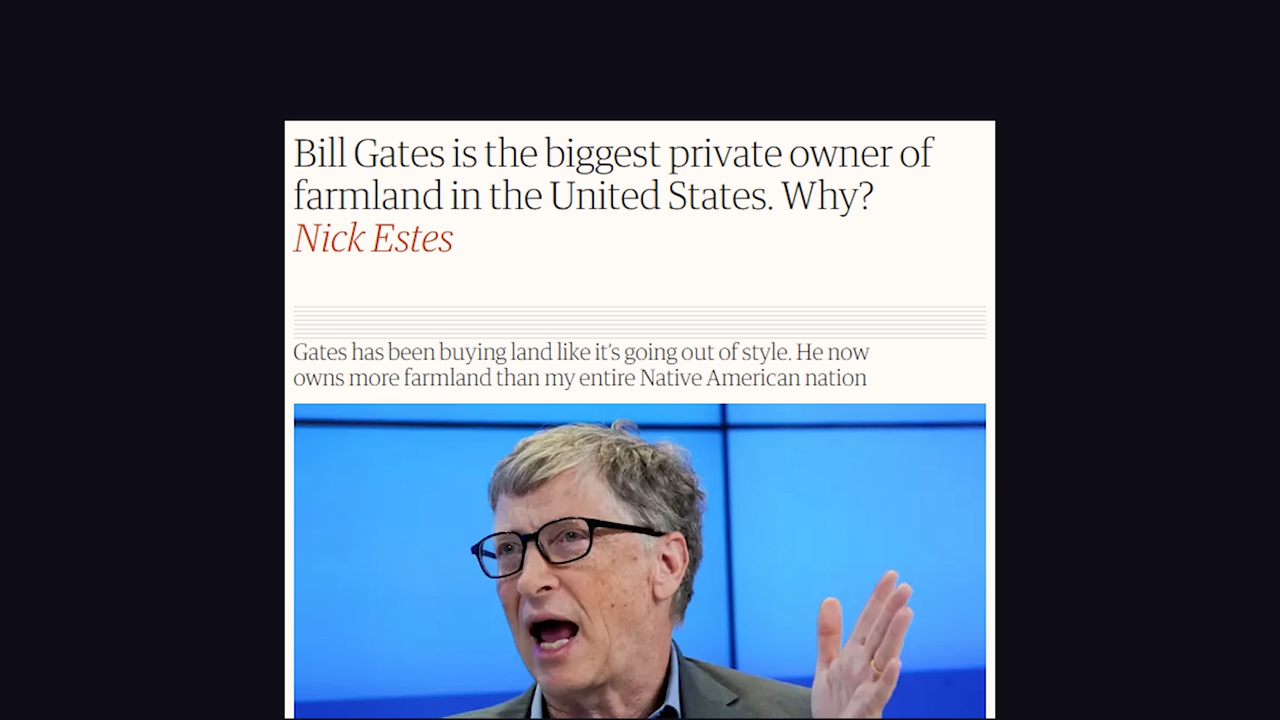 Bill Gates is the biggest private owner of
farmland in the United States. Why?
Nick Estes
Gates has been buying land like it's going out of style. He now
owns more farmland than my entire Native American nation